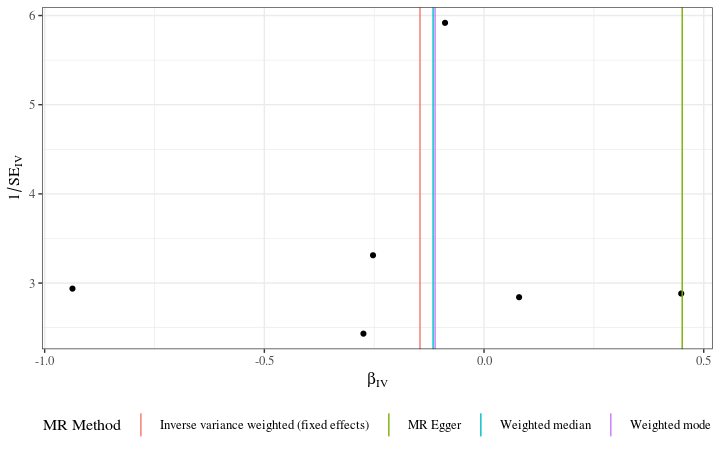 6
5
4
3
1/SE_IV
-1.0 -0.5 0.0 0.5
β_IV
MR Method Inverse variance weighted (fixed effects) MR Egger Weighted median Weighted mode